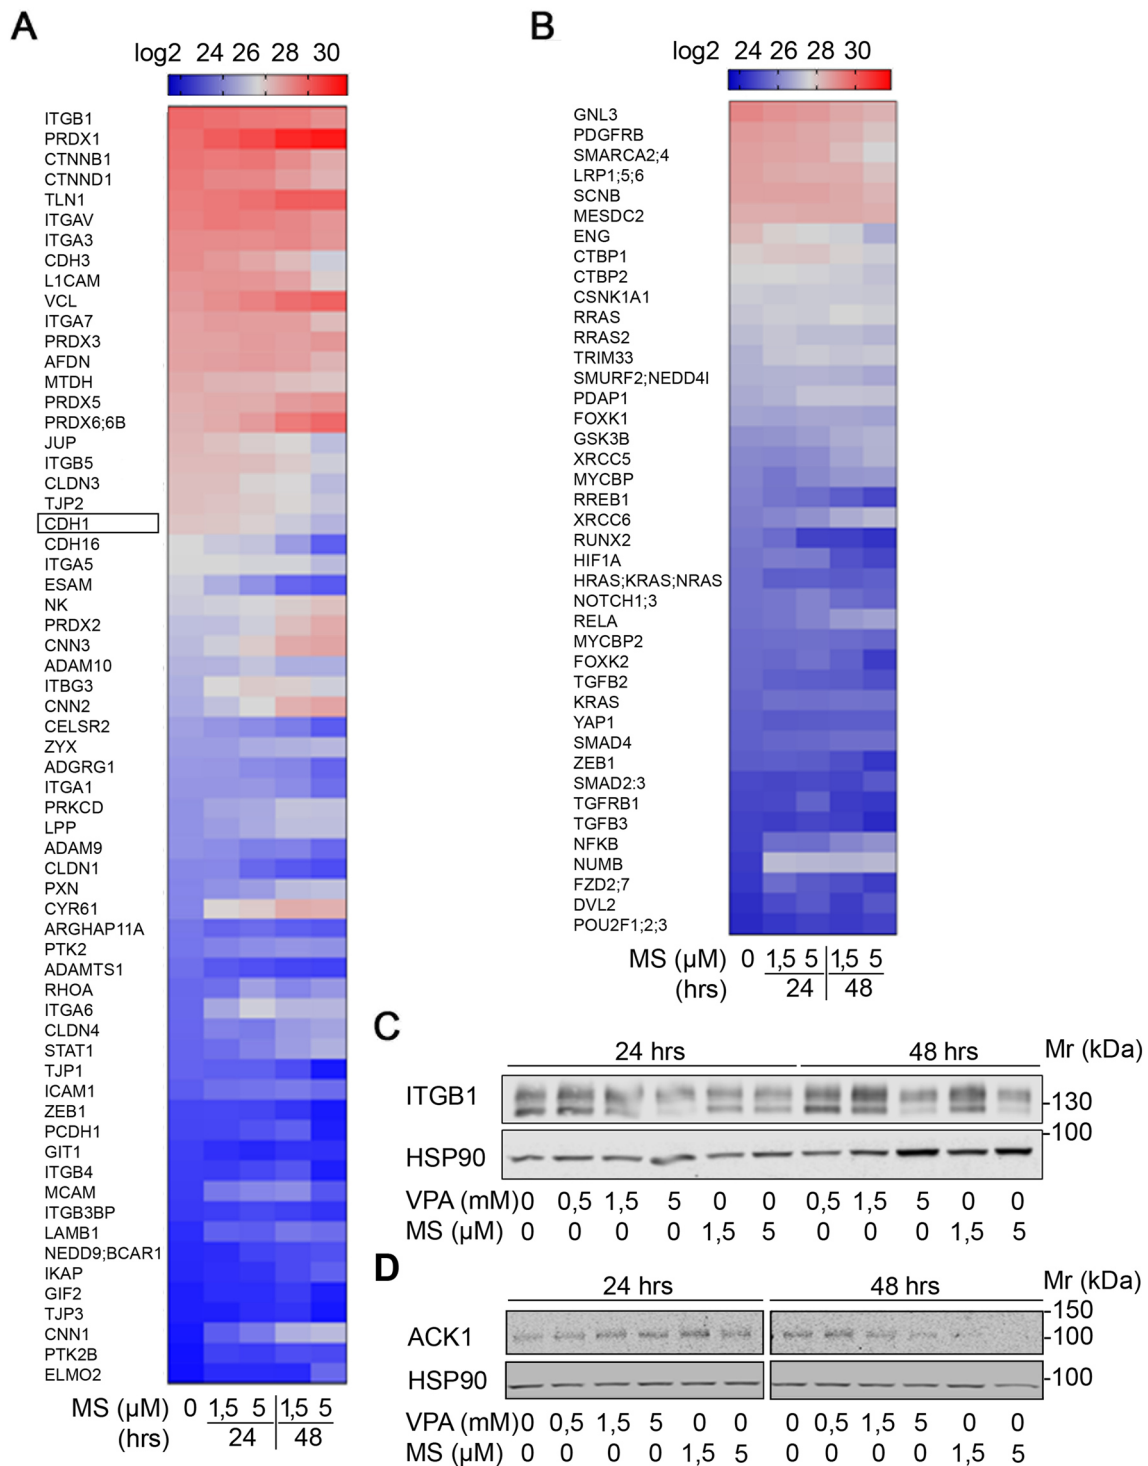 A
log2 24 26 28 30
ITGB1
PRDX1
CTNNB1
CTNND1
TLN1
ITGAV
ITGA3
CDH3
L1CAM
VCL
ITGA7
PRDX3
AFDN
MTDH
PRDX5
PRDX6;6B
JUP
ITGB5
CLDN3
TJP2
CDH1
CDH16
ITGA5
ESAM
NK
PRDX2
CNN3
ADAM10
ITBG3
CNN2
CELSR2
ZYX
ADGRG1
ITGA1
PRKCD
LPP
ADAM9
CLDN1
PXN
CYR61
ARGHAP11A
PTK2
ADAMTS1
RHOA
ITGA6
CLDN4
STAT1
TJP1
ICAM1
ZEB1
PCDH1
GIT1
ITGB4
MCAM
ITGB3BP
LAMB1
NEDD9;BCAR1
IKAP
GIF2
TJP3
CNN1
PTK2B
ELMO2
MS (µM) 0 1,5 5 1,5 5
(hrs) 24 48
B
log2 24 26 28 30
GNL3
PDGFRB
SMARCA2;4
LRP1;5;6
SCNB
MESDC2
ENG
CTBP1
CTBP2
CSNK1A1
RRAS
RRAS2
TRIM33
SMURF2;NEDD4l
PDAP1
FOXK1
GSK3B
XRCC5
MYCBP
RREB1
XRCC6
RUNX2
HIF1A
HRAS;KRAS;NRAS
NOTCH1;3
RELA
MYCBP2
FOXK2
TGFB2
KRAS
YAP1
SMAD4
ZEB1
SMAD2:3
TGFRB1
TGFB3
NFKB
NUMB
FZD2;7
DVL2
POU2F1;2;3
MS (µM) 0 1,5 5 1,5 5
(hrs) 24 48
C
24 hrs 48 hrs Mr (kDa)
ITGB1
-130
-100
HSP90
VPA (mM) 0 0,5 1,5 5 0 0 0,5 1,5 5 0 0
MS (µM) 0 0 0 0 1,5 5 0 0 0 1,5 5
D
24 hrs 48 hrs Mr (kDa)
-150
ACK1 -100
HSP90 -100
VPA (mM) 0 0,5 1,5 5 0 0 0 0,5 1,5 5 0 0
MS (µM) 0 0 0 0 1,5 5 0 0 0 0 1,5 5